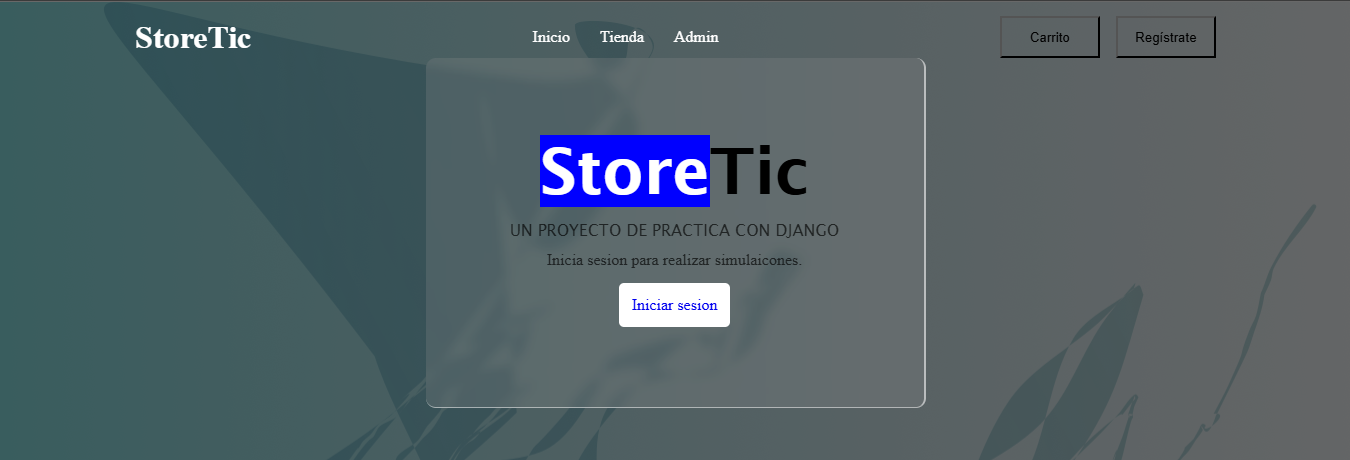 StoreTic
Inicio Tienda Admin
Carrito Regístrate
StoreTic
UN PROYECTO DE PRACTICA CON DJANGO
Inicia sesion para realizar simulaicones.
Iniciar sesion